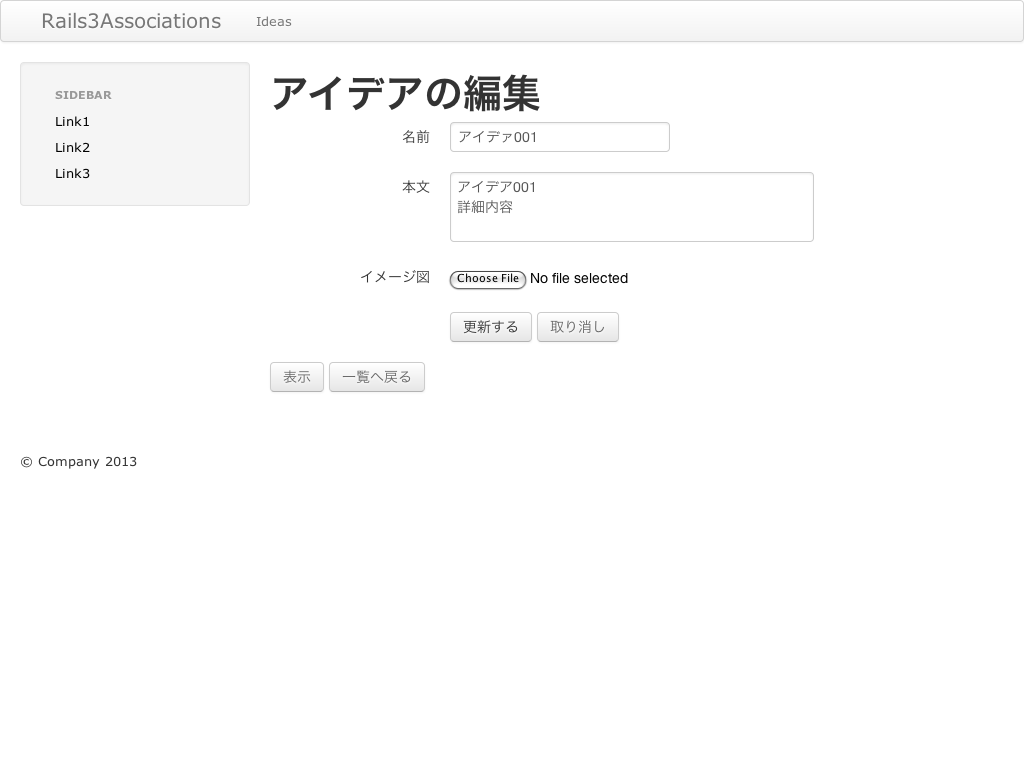 Rails3Associations Ideas
SIDEBAR
Link1
Link2
Link3
アイデアの編集
名前 アイデァ001
本文 アイデア001
詳細内容
イメージ図 Choose File No file selected
更新する 取り消し
表示 一覧へ戻る
© Company 2013